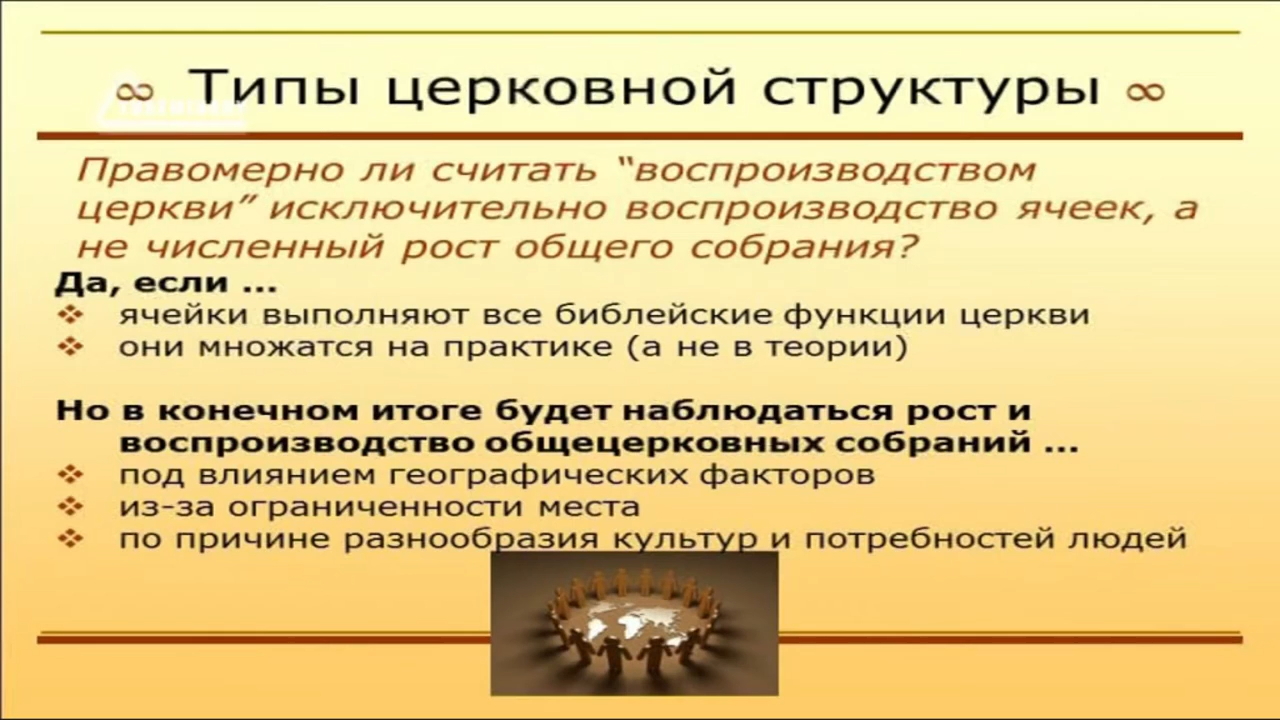 ∞ Типы церковной структуры ∞
Правомерно ли считать “воспроизводством
церкви” исключительно воспроизводство ячеек, а
не численный рост общего собрания?
Да, если ...
❖ ячейки выполняют все библейские функции церкви
❖ они множатся на практике (а не в теории)
Но в конечном итоге будет наблюдаться рост и
воспроизводство общецерковных собраний ...
❖ под влиянием географических факторов
❖ из-за ограниченности места
❖ по причине разнообразия культур и потребностей людей